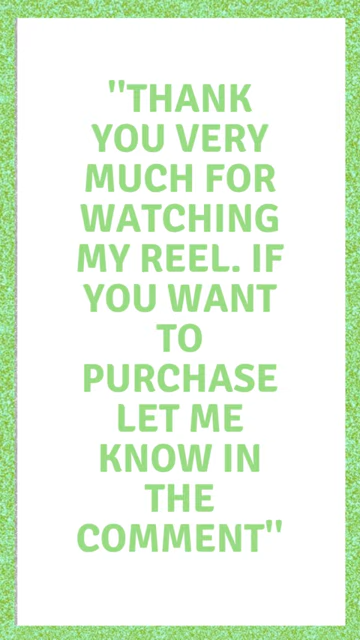 "THANK
YOU VERY
MUCH FOR
WATCHING
MY REEL. IF
YOU WANT
TO
PURCHASE
LET ME
KNOW IN
THE
COMMENT"